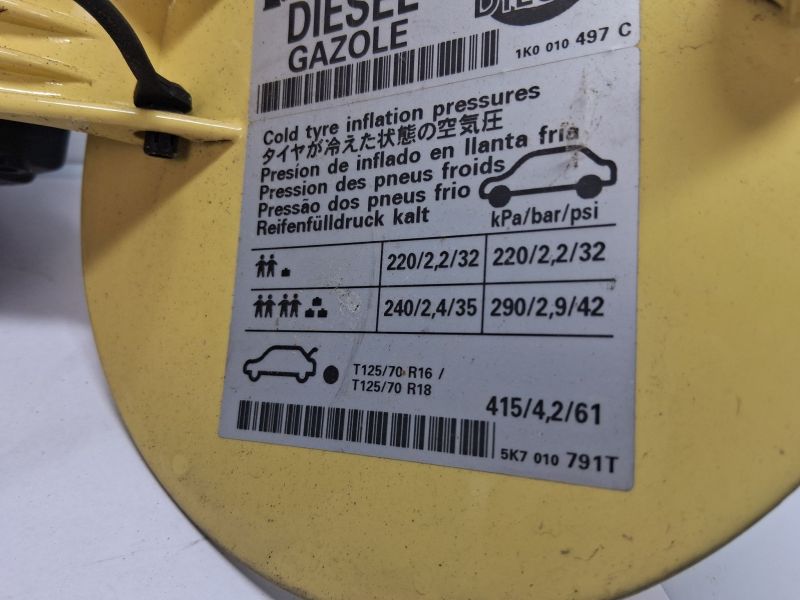 DIESEL
GAZOLE
1K0 010 497 C
Cold tyre inflation pressures
タイヤが冷えた状態の空気圧
Presíon de inflado en llanta fria
Pression des pneus froids
Pressão dos pneus frio
Reifenfülldruck kalt
kPa/bar/psi
220/2,2/32 220/2,2/32
240/2,4/35 290/2,9/42
T125/70 R16 /
T125/70 R18
415/4,2/61
5K7 010 791T